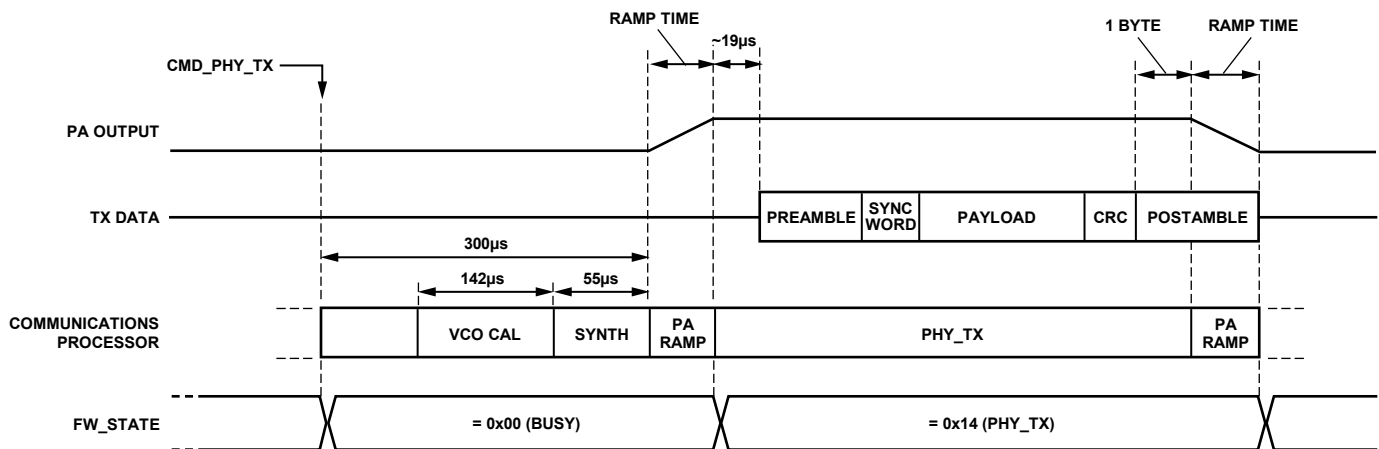 RAMP TIME
1 BYTE
RAMP TIME
~19µs
CMD_PHY_TX
PA OUTPUT
TX DATA
PREAMBLE
SYNC
WORD
PAYLOAD
CRC
POSTAMBLE
300µs
142µs
55µs
COMMUNICATIONS
PROCESSOR
VCO CAL
SYNTH
PA
RAMP
PHY_TX
PA
RAMP
FW_STATE
= 0x00 (BUSY)
= 0x14 (PHY_TX)